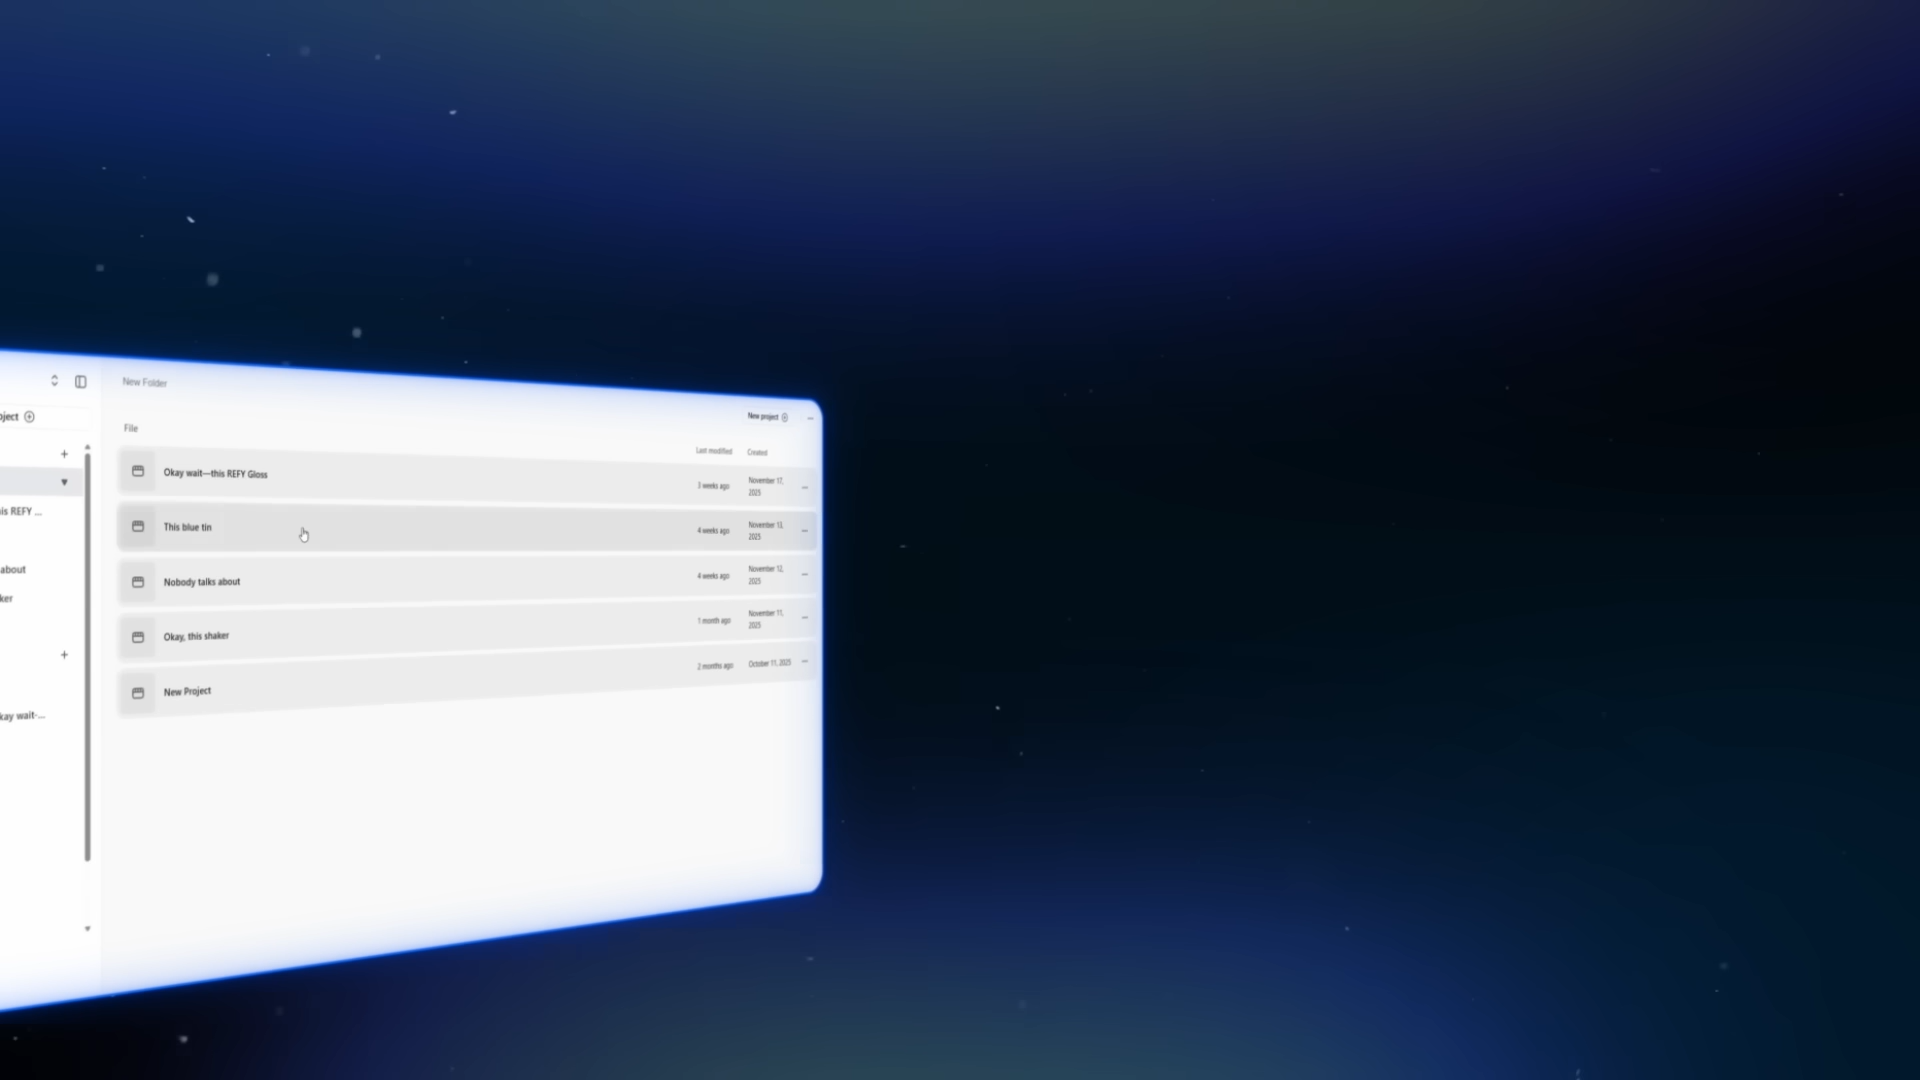 New Folder
oject
New project
File
Last modified
Created
Okay wait—this REFY Gloss
3 weeks ago
November 17,
2025
is REFY ...
This blue tin
4 weeks ago
November 13,
2025
about
Nobody talks about
4 weeks ago
November 12,
2025
ker
Okay, this shaker
1 month ago
November 11,
2025
New Project
2 months ago
October 11, 2025
kay wait-...